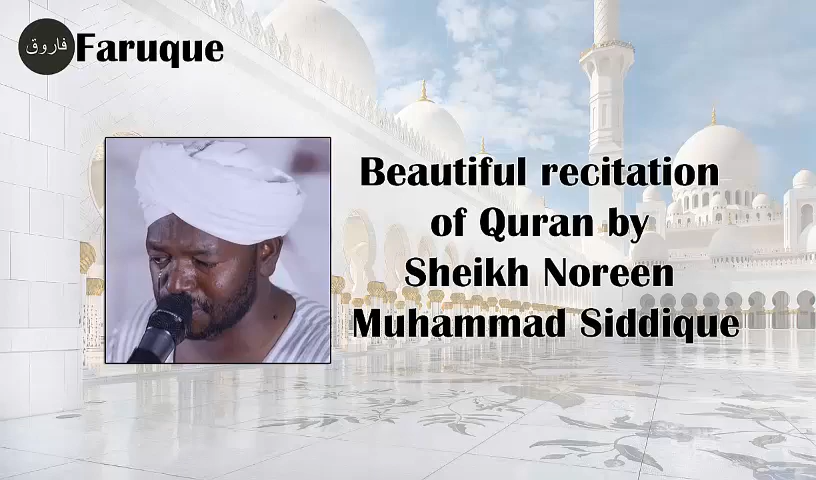 فاروق
Faruque
Beautiful recitation
of Quran by
Sheikh Noreen
Muhammad Siddique